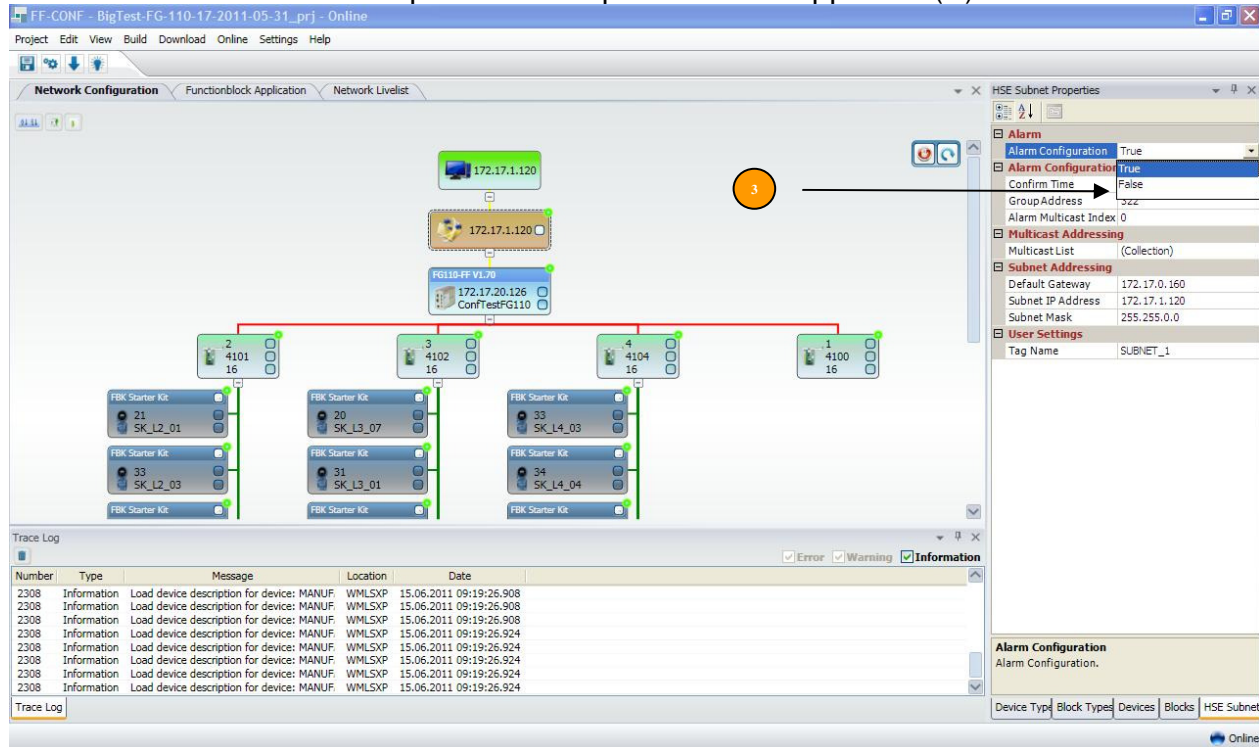 FF-CONF - BigTest-FG-110-17-2011-05-31_prj - Online
Project Edit View Build Download Online Settings Help
Network Configuration Functionblock Application Network Livelist
172.17.1.120
172.17.1.120
FG110-FF V1.70
172.17.20.126
ConfTestFG110
.2
4101
16
.3
4102
16
.4
4104
16
.1
4100
16
FBK Starter Kit
21
SK_L2_01
FBK Starter Kit
20
SK_L3_07
FBK Starter Kit
33
SK_L4_03
FBK Starter Kit
33
SK_L2_03
FBK Starter Kit
31
SK_L3_01
FBK Starter Kit
34
SK_L4_04
FBK Starter Kit
FBK Starter Kit
FBK Starter Kit
3
HSE Subnet Properties
Alarm
Alarm Configuration True
True
False
Alarm Configuration
Confirm Time
Group Address 322
Alarm Multicast Index 0
Multicast Addressing
Multicast List (Collection)
Subnet Addressing
Default Gateway 172.17.0.160
Subnet IP Address 172.17.1.120
Subnet Mask 255.255.0.0
User Settings
Tag Name SUBNET_1
Alarm Configuration
Alarm Configuration.
Device Type Block Types Devices Blocks HSE Subnet
Trace Log
Error Warning Information
Number Type Message Location Date
2308 Information Load device description for device: MANUF. WMLSXP 15.06.2011 09:19:26.908
2308 Information Load device description for device: MANUF. WMLSXP 15.06.2011 09:19:26.908
2308 Information Load device description for device: MANUF. WMLSXP 15.06.2011 09:19:26.908
2308 Information Load device description for device: MANUF. WMLSXP 15.06.2011 09:19:26.924
2308 Information Load device description for device: MANUF. WMLSXP 15.06.2011 09:19:26.924
2308 Information Load device description for device: MANUF. WMLSXP 15.06.2011 09:19:26.924
2308 Information Load device description for device: MANUF. WMLSXP 15.06.2011 09:19:26.924
2308 Information Load device description for device: MANUF. WMLSXP 15.06.2011 09:19:26.924
Trace Log
Online